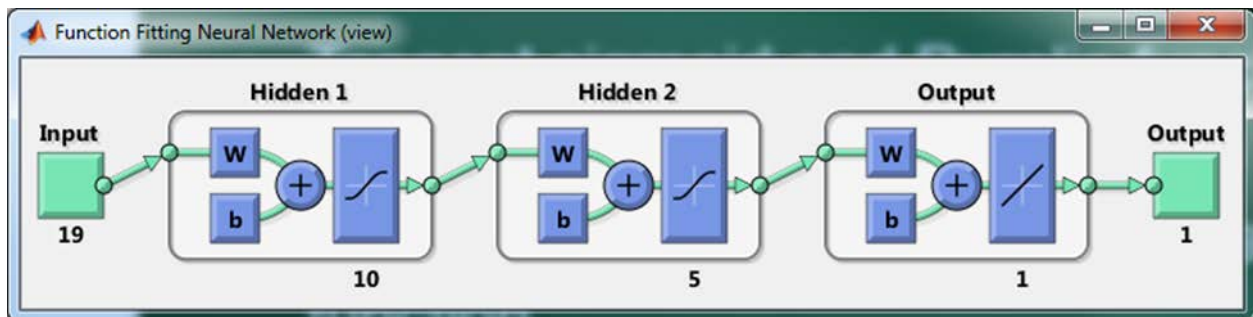 Function Fitting Neural Network (view)
Hidden 1
Hidden 2
Output
Input
Output
W
W
W
+
+
+
b
b
b
19
10
5
1
1